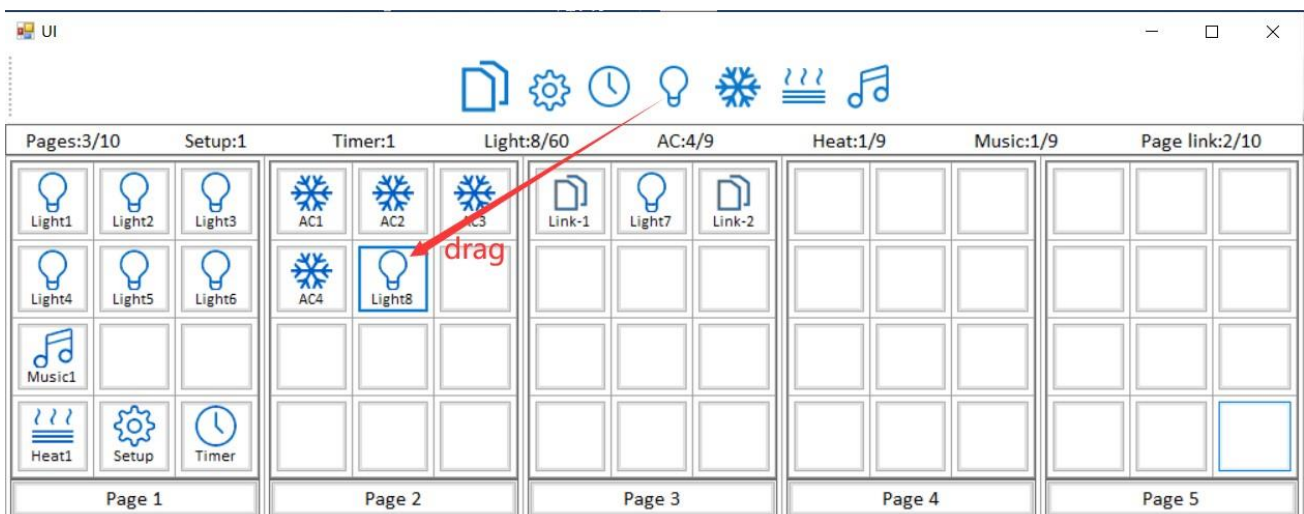 UI
Pages:3/10 Setup:1 Timer:1 Light:8/60 AC:4/9 Heat:1/9 Music:1/9 Page link:2/10
Light1 Light2 Light3 AC1 AC2 AC3 Link-1 Light7 Link-2
drag
Light4 Light5 Light6 AC4 Light8
Music1
Heat1 Setup Timer
Page 1 Page 2 Page 3 Page 4 Page 5